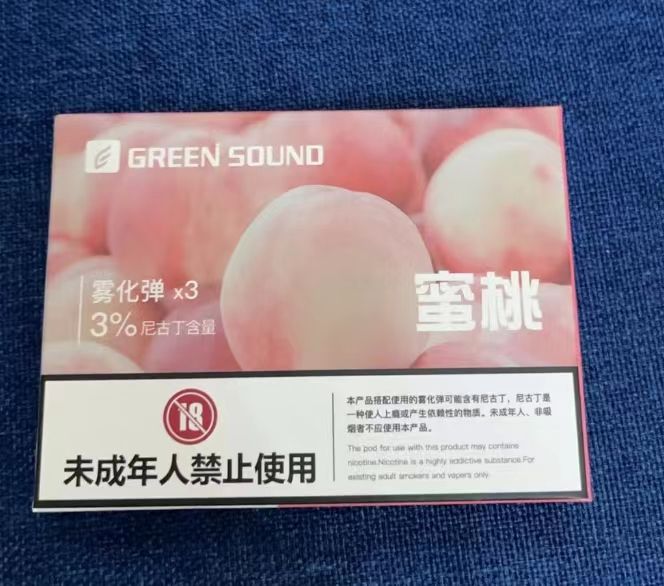 GREEN SOUND
雾化弹 x3
3%尼古丁含量
蜜桃
18
未成年人禁止使用
本产品搭配使用的雾化弹可能含有尼古丁，尼古丁是
一种使人上瘾或产生依赖性的物质。未成年人、非吸
烟者不应使用本产品。
The pod for use with this product may contains
nicotine.Nicotine is a highly addictive substance.For
existing adult smokers and vapers only.